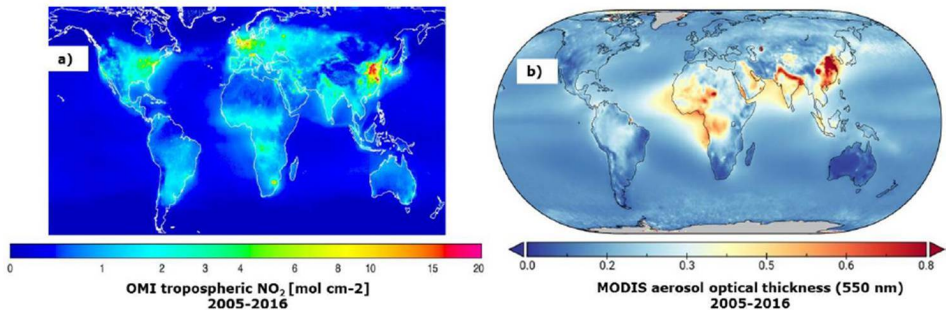 a)
b)
0 1 2 3 4 6 8 10 15 20
OMI tropospheric NO₂ [mol cm-2]
2005-2016
0.0 0.2 0.3 0.5 0.6 0.8
MODIS aerosol optical thickness (550 nm)
2005-2016